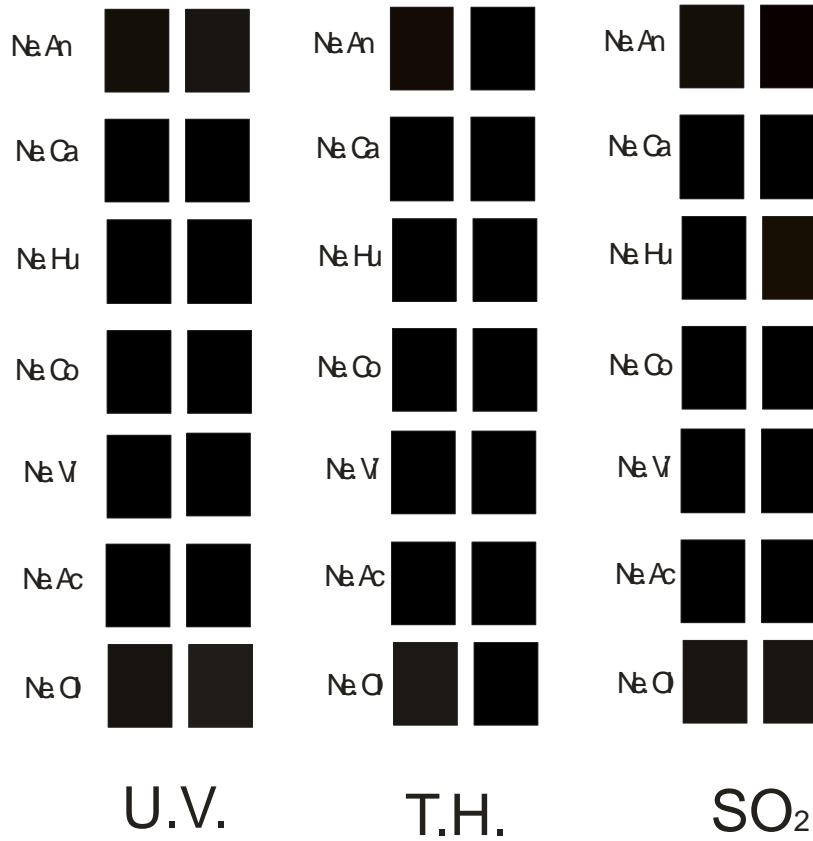 Ne.An Ne.An Ne.An
Ne.Ca Ne.Ca Ne.Ca
Ne.Hu Ne.Hu Ne.Hu
Ne.Co Ne.Co Ne.Co
Ne.Vi Ne.Vi Ne.Vi
Ne.Ac Ne.Ac Ne.Ac
Ne.Ol Ne.Ol Ne.Ol
U.V. T.H. SO₂